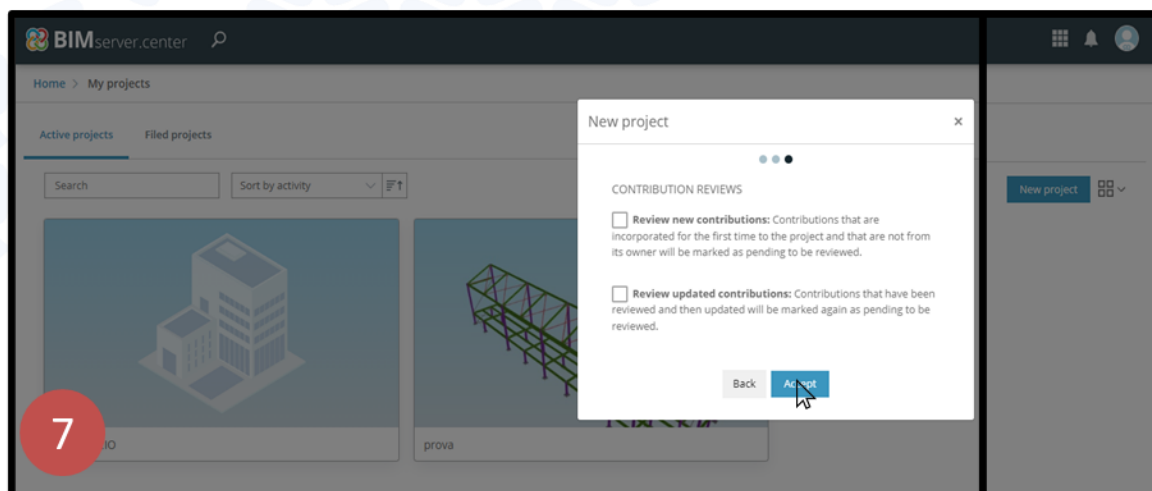 BIMserver.center
Home > My projects
Active projects Filed projects
Search Sort by activity
New project
New project ×
CONTRIBUTION REVIEWS
Review new contributions: Contributions that are
incorporated for the first time to the project and that are not from
its owner will be marked as pending to be reviewed.
Review updated contributions: Contributions that have been
reviewed and then updated will be marked again as pending to be
reviewed.
Back Accept
7
prova